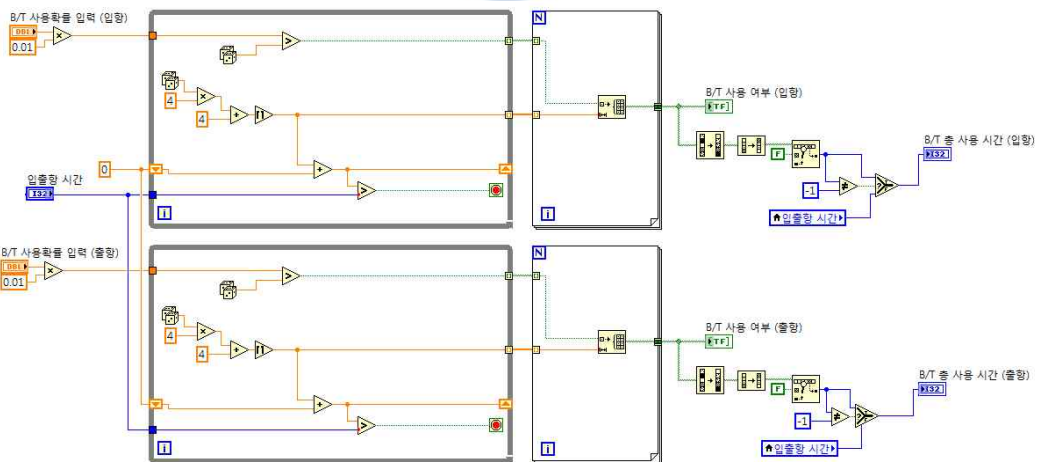 B/T 사용확률 입력 (입항)
DBL
0.01
4
4
0
입출항 시간
I32
i
N
i
B/T 사용 여부 (입항)
TF
F
-1
입출항 시간
B/T 총 사용 시간 (입항)
I32
B/T 사용확률 입력 (출항)
DBL
0.01
4
4
i
N
i
B/T 사용 여부 (출항)
TF
F
-1
입출항 시간
B/T 총 사용 시간 (출항)
I32